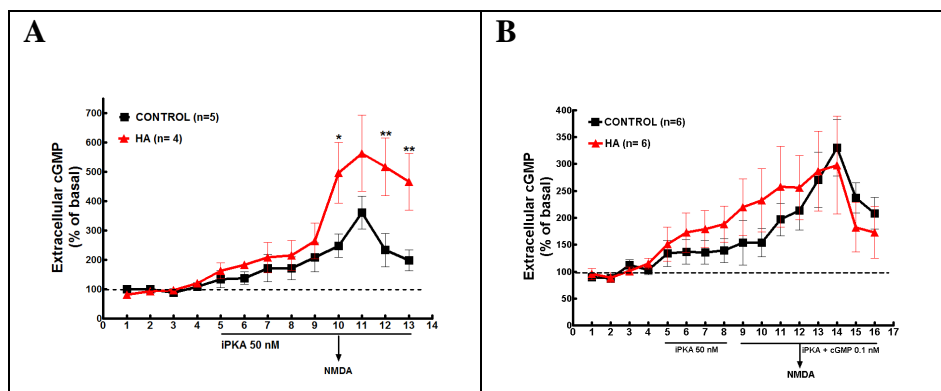 A
CONTROL (n=5)
HA (n= 4)
Extracellular cGMP
(% of basal)
700
600
500
400
300
200
100
0
* ** **
0 1 2 3 4 5 6 7 8 9 10 11 12 13 14
iPKA 50 nM
NMDA
B
CONTROL (n=6)
HA (n= 6)
Extracellular cGMP
(% of basal)
400
350
300
250
200
150
100
50
0
0 1 2 3 4 5 6 7 8 9 10 11 12 13 14 15 16 17
iPKA 50 nM
iPKA + cGMP 0.1 nM
NMDA